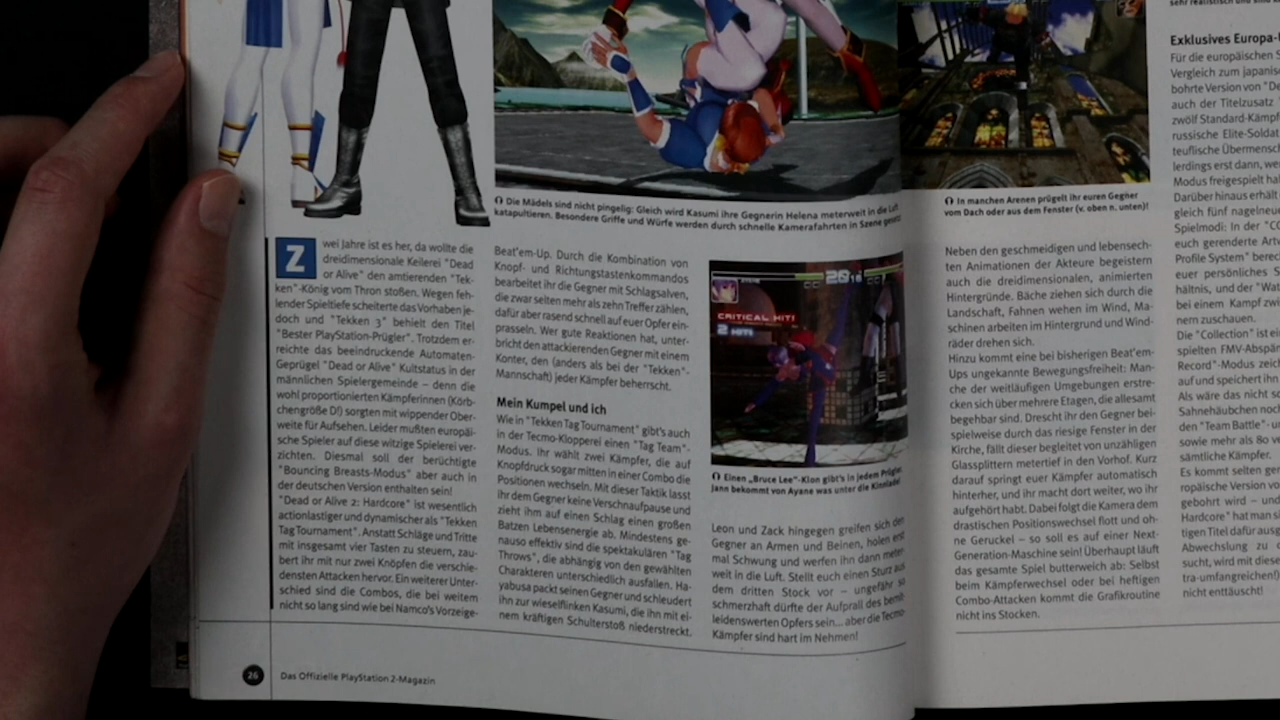 Die Mädels sind nicht pingelig: Gleich wird Kasumi ihre Gegnerin Helena meterweit in die Luft
katapultieren. Besondere Griffe und Würfe werden durch schnelle Kamerafahrten in Szene gesetzt
In manchen Arenen prügelt ihr euren Gegner
vom Dach oder aus dem Fenster (v. oben n. unten)!
Zwei Jahre ist es her, da wollte die
dreidimensionale Keilerei "Dead
or Alive" den amtierenden "Tek-
ken"-König vom Thron stoßen. Wegen feh-
lender Spieltiefe scheiterte das Vorhaben je-
doch und "Tekken 3" behielt den Titel
"Bester PlayStation-Prügler". Trotzdem er-
reichte das beeindruckende Automaten-
Geprügel "Dead or Alive" Kultstatus in der
männlichen Spielergemeinde – denn die
wohl proportionierten Kämpferinnen (Körb-
chengröße D!) sorgten mit wippender Ober-
weite für Aufsehen. Leider mußten europäi-
sche Spieler auf diese witzige Spielerei ver-
zichten. Diesmal soll der berüchtigte
"Bouncing Breasts-Modus" aber auch in
der deutschen Version enthalten sein!
"Dead or Alive 2: Hardcore" ist wesentlich
actionlastiger und dynamischer als "Tekken
Tag Tournament". Anstatt Schläge und Tritte
mit insgesamt vier Tasten zu steuern, zau-
bert ihr mit nur zwei Knöpfen die verschie-
densten Attacken hervor. Ein weiterer Unter-
schied sind die Combos, die bei weitem
nicht so lang sind wie bei Namco's Vorzeige-
Beat'em-Up. Durch die Kombination von
Knopf- und Richtungstastenkommandos
bearbeitet ihr die Gegner mit Schlagsalven,
die zwar selten mehr als zehn Treffer zählen,
dafür aber rasend schnell auf euer Opfer ein-
prasseln. Wer gute Reaktionen hat, unter-
bricht den attackierenden Gegner mit einem
Konter, den (anders als bei der "Tekken"-
Mannschaft) jeder Kämpfer beherrscht.
Mein Kumpel und ich
Wie in "Tekken Tag Tournament" gibt's auch
in der Tecmo-Klopperei einen "Tag Team"-
Modus. Ihr wählt zwei Kämpfer, die auf
Knopfdruck sogar mitten in einer Combo die
Positionen wechseln. Mit dieser Taktik lasst
ihr dem Gegner keine Verschnaufpause und
zieht ihm auf einen Schlag einen großen
Batzen Lebensenergie ab. Mindestens ge-
nauso effektiv sind die spektakulären "Tag
Throws", die abhängig von den gewählten
Charakteren unterschiedlich ausfallen. Ha-
yabusa packt seinen Gegner und schleudert
ihn zur wieselflinken Kasumi, die ihn mit ei-
nem kräftigen Schulterstoß niederstreckt.
CRITICAL HIT!
2 HITS
Einen „Bruce Lee"-Klon gibt's in jedem Prügler.
Jann bekommt von Ayane was unter die Kinnlade!
Leon und Zack hingegen greifen sich den
Gegner an Armen und Beinen, holen erst
mal Schwung und werfen ihn dann meter-
weit in die Luft. Stellt euch einen Sturz aus
dem dritten Stock vor – ungefähr so
schmerzhaft dürfte der Aufprall des bemit-
leidenswerten Opfers sein... aber die Tecmo-
Kämpfer sind hart im Nehmen!
Neben den geschmeidigen und lebensech-
ten Animationen der Akteure begeistern
auch die dreidimensionalen, animierten
Hintergründe. Bäche ziehen sich durch die
Landschaft, Fahnen wehen im Wind, Ma-
schinen arbeiten im Hintergrund und Wind-
räder drehen sich.
Hinzu kommt eine bei bisherigen Beat'em-
Ups ungekannte Bewegungsfreiheit: Man-
che der weitläufigen Umgebungen erstre-
cken sich über mehrere Etagen, die allesamt
begehbar sind. Drescht ihr den Gegner bei-
spielweise durch das riesige Fenster in der
Kirche, fällt dieser begleitet von unzähligen
Glassplittern metertief in den Vorhof. Kurz
darauf springt euer Kämpfer automatisch
hinterher, und ihr macht dort weiter, wo ihr
aufgehört habt. Dabei folgt die Kamera dem
drastischen Positionswechsel flott und oh-
ne Geruckel – so soll es auf einer Next-
Generation-Maschine sein! Überhaupt läuft
das gesamte Spiel butterweich ab: Selbst
beim Kämpferwechsel oder bei heftigen
Combo-Attacken kommt die Grafikroutine
nicht ins Stocken.
Exklusives Europa-
Für die europäischen
Vergleich zum japanis
bohrte Version von "De
auch der Titelzusatz
zwölf Standard-Kämpf
russische Elite-Soldat
teuflische Übermensc
lerdings erst dann, we
Modus freigespielt ha
Darüber hinaus erhält
gleich fünf nagelneu
Spielmodi: In der "CG
euch gerenderte Art
Profile System" berec
euer persönliches S
hältnis, und der "Wat
bei einem Kampf zw
nern zuschauen.
Die "Collection" ist ei
spielten FMV-Abspä
Record"-Modus zeich
auf und speichert ihn
Als wäre das nicht sc
Sahnehäubchen noc
den "Team Battle"- u
sowie mehr als 80 v
sämtliche Kämpfer.
Es kommt selten ger
ropäische Version vo
gebohrt wird – und
Hardcore" hat man s
tigen Titel dafür ausg
Abwechslung zu
sucht, wird mit diese
tra-umfangreichen
nicht enttäuscht!
26 Das Offizielle PlayStation 2-Magazin